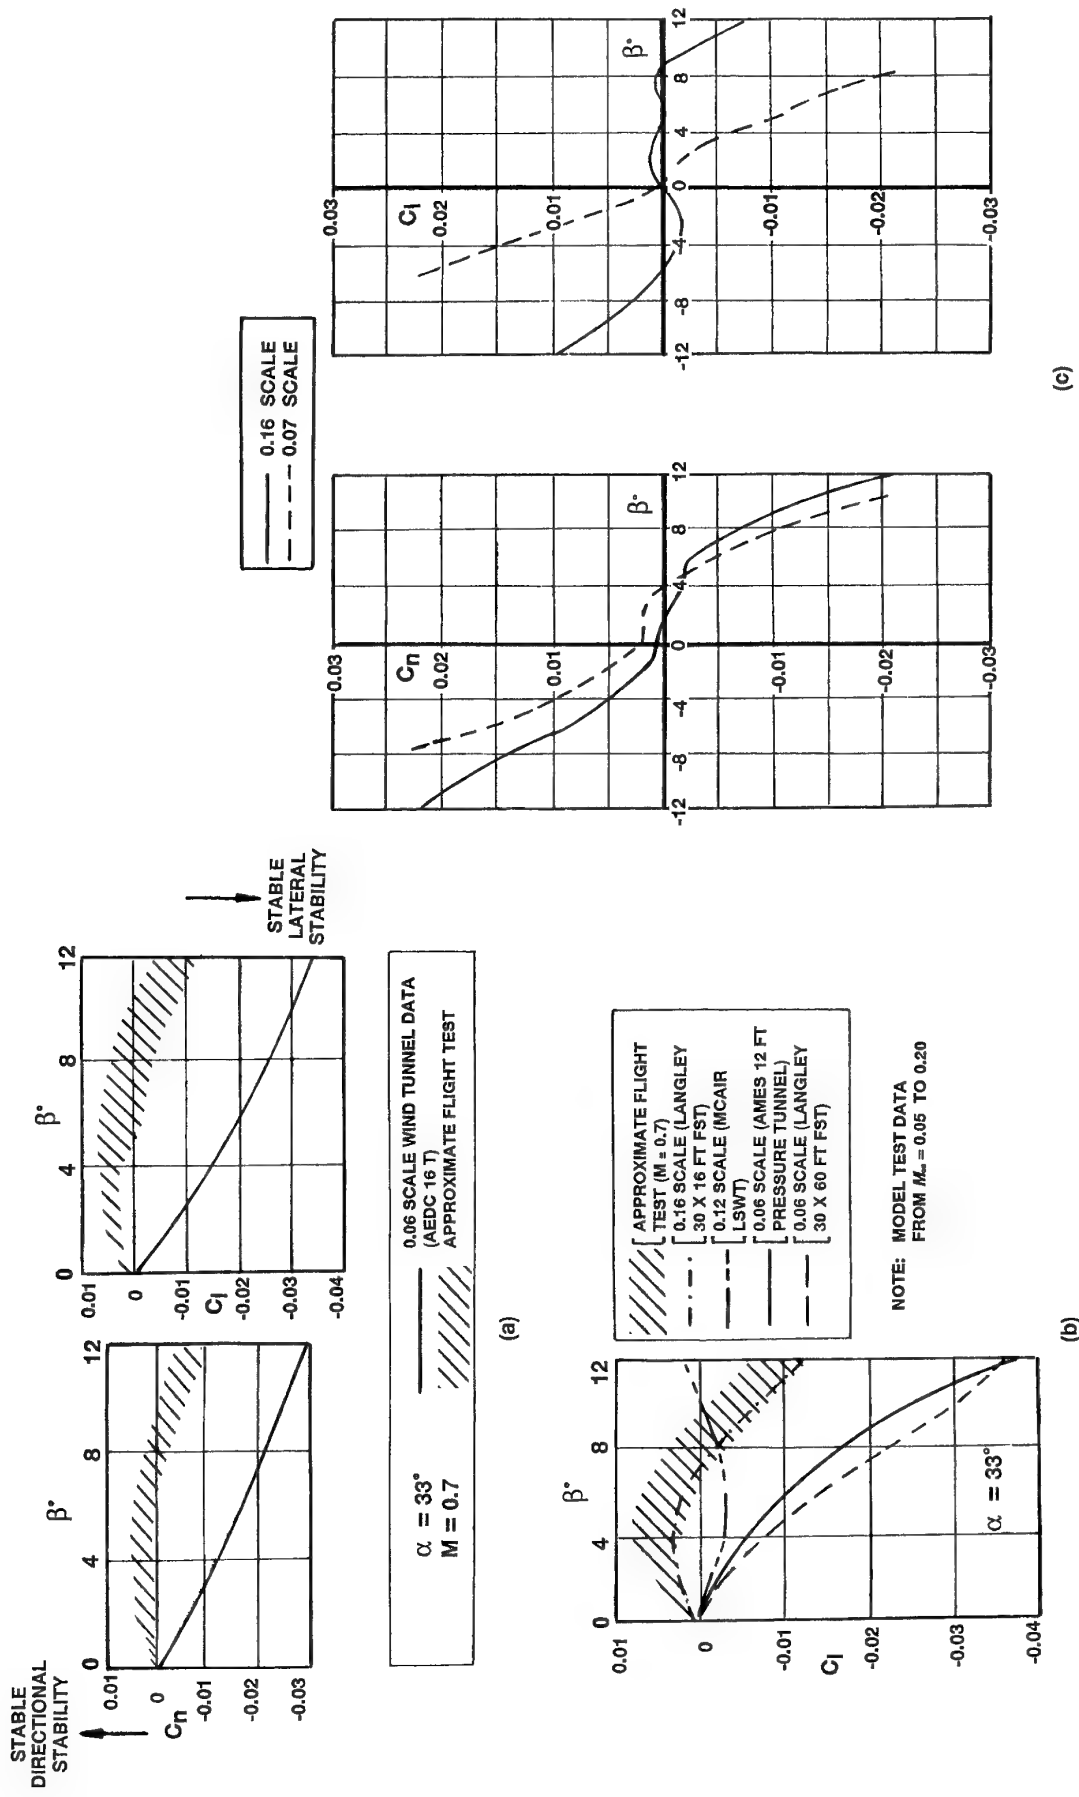 STABLE
DIRECTIONAL
STABILITY
β°
0
4
8
12
0.01
0
-0.01
-0.02
-0.03
Cn
β°
0
4
8
12
0.01
0
-0.01
-0.02
-0.03
-0.04
Cl
STABLE
LATERAL
STABILITY
α = 33°
M = 0.7
0.06 SCALE WIND TUNNEL DATA
(AEDC 16 T)
APPROXIMATE FLIGHT TEST
(a)
β°
0
4
8
12
0.01
0
-0.01
-0.02
-0.03
-0.04
Cl
α = 33°
[APPROXIMATE FLIGHT
TEST (M = 0.7)
[0.16 SCALE (LANGLEY
30 X 16 FT FST)
[0.12 SCALE (MCAIR
LSWT)
[0.06 SCALE (AMES 12 FT
PRESSURE TUNNEL)
[0.06 SCALE (LANGLEY
30 X 60 FT FST)
NOTE: MODEL TEST DATA
FROM M∞ = 0.05 TO 0.20
(b)
0.16 SCALE
0.07 SCALE
0.03
Cn
0.02
0.01
β°
-12
-8
-4
0
4
8
12
-0.01
-0.02
-0.03
0.03
Cl
0.02
0.01
β°
-12
-8
-4
0
4
8
12
-0.01
-0.02
-0.03
(c)